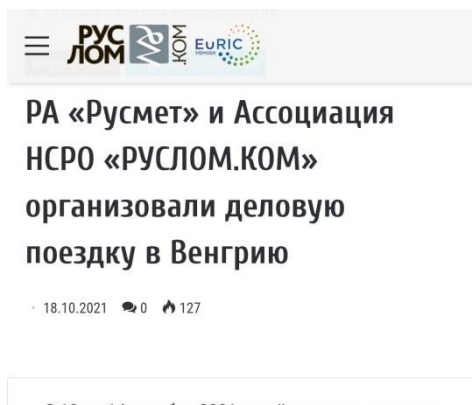 РУС
ЛОМ
.КОМ
EuRIC
MEMBER
РА «Русмет» и Ассоциация
НСРО «РУСЛОМ.КОМ»
организовали деловую
поездку в Венгрию
18.10.2021 0 127